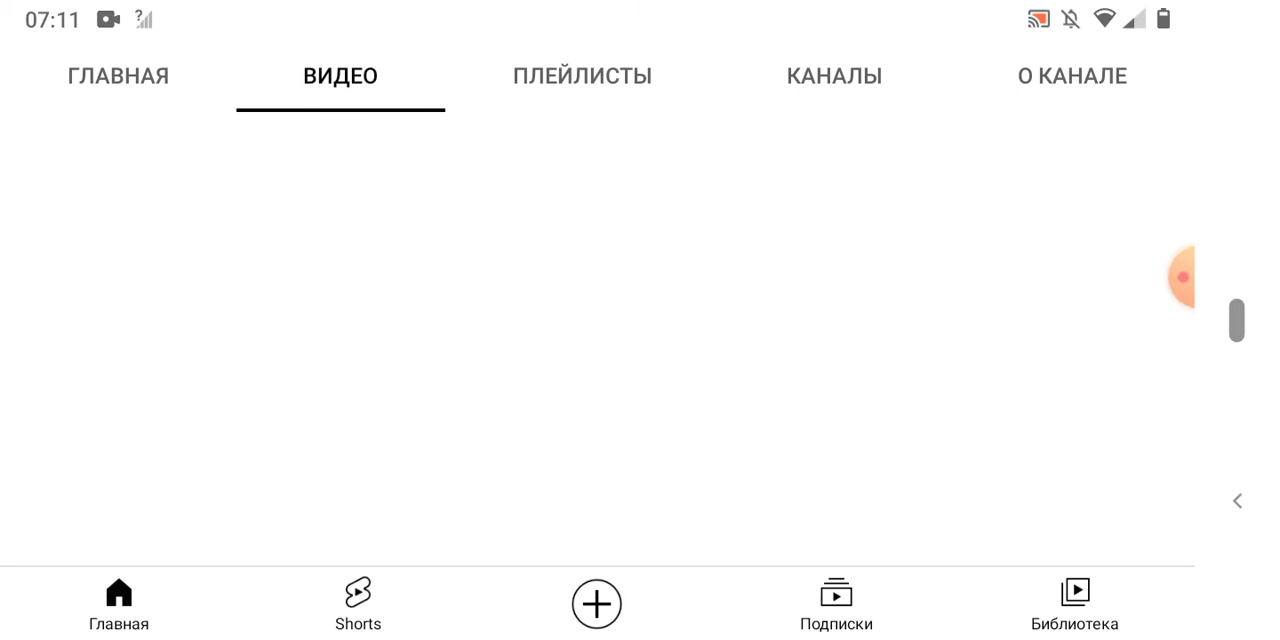 07:11
ГЛАВНАЯ ВИДЕО ПЛЕЙЛИСТЫ КАНАЛЫ О КАНАЛЕ
Главная Shorts Подписки Библиотека